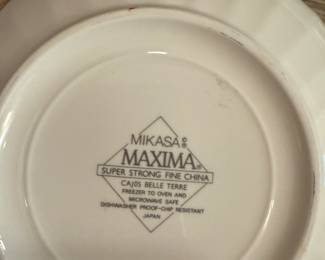 MIKASA®
MAXIMA®
SUPER STRONG FINE CHINA
CAJ05 BELLE TERRE
FREEZER TO OVEN AND
MICROWAVE SAFE
DISHWASHER PROOF-CHIP RESISTANT
JAPAN